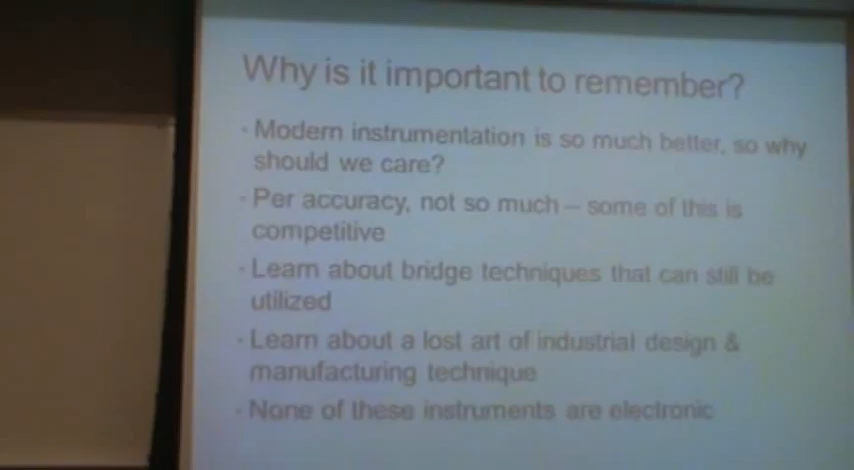 Why is it important to remember?
· Modern instrumentation is so much better, so why
should we care?
· Per accuracy, not so much – some of this is
competitive
· Learn about bridge techniques that can still be
utilized
· Learn about a lost art of industrial design &
manufacturing technique
· None of these instruments are electronic